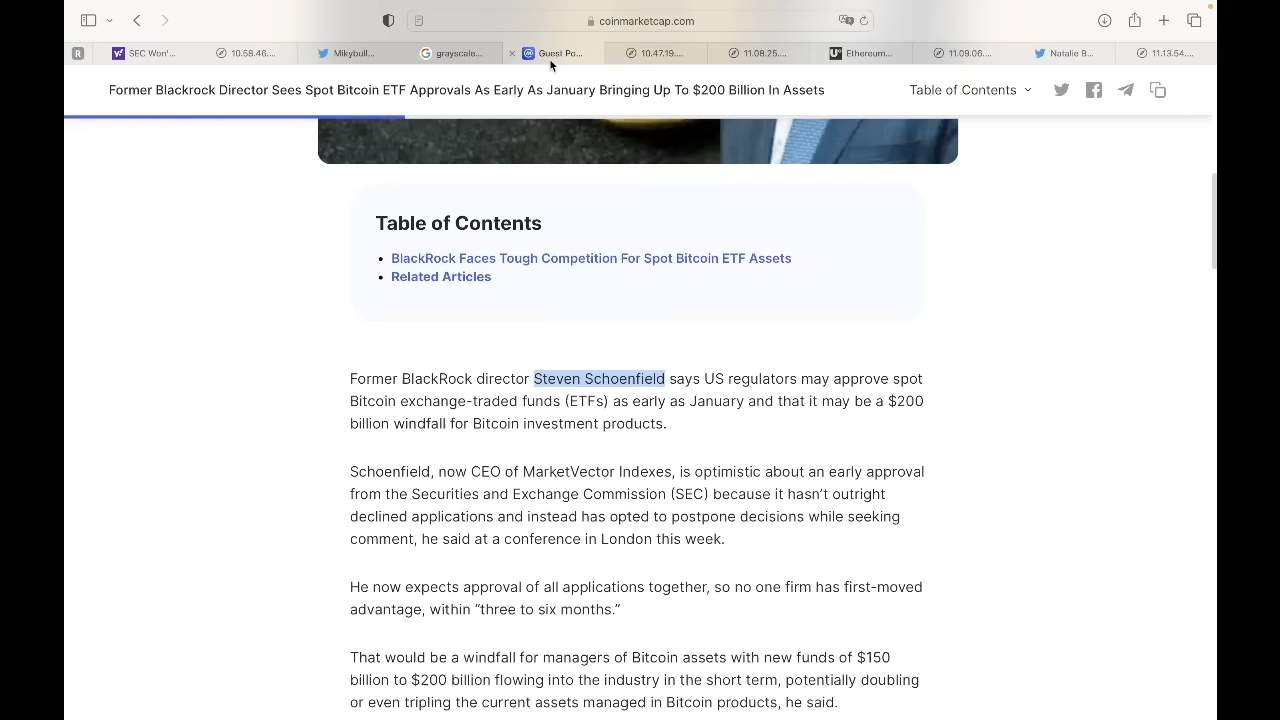 coinmarketcap.com
R
SEC Won'...
10.58.46....
Mikybull...
grayscale...
Guest Po...
10.47.19....
11.08.25....
Ethereum...
11.09.06....
Natalie B...
11.13.54....
Former Blackrock Director Sees Spot Bitcoin ETF Approvals As Early As January Bringing Up To $200 Billion In Assets
Table of Contents
Table of Contents
BlackRock Faces Tough Competition For Spot Bitcoin ETF Assets
Related Articles
Former BlackRock director Steven Schoenfield says US regulators may approve spot
Bitcoin exchange-traded funds (ETFs) as early as January and that it may be a $200
billion windfall for Bitcoin investment products.
Schoenfield, now CEO of MarketVector Indexes, is optimistic about an early approval
from the Securities and Exchange Commission (SEC) because it hasn’t outright
declined applications and instead has opted to postpone decisions while seeking
comment, he said at a conference in London this week.
He now expects approval of all applications together, so no one firm has first-moved
advantage, within “three to six months.”
That would be a windfall for managers of Bitcoin assets with new funds of $150
billion to $200 billion flowing into the industry in the short term, potentially doubling
or even tripling the current assets managed in Bitcoin products, he said.